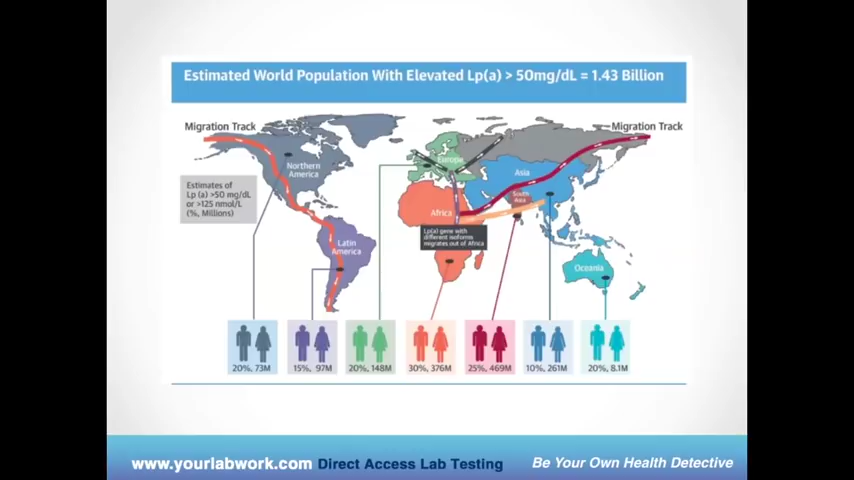 Estimated World Population With Elevated Lp(a) > 50mg/dL = 1.43 Billion
Migration Track
Migration Track
Northern
America
Europe
Asia
South
Asia
Estimates of
Lp (a) >50 mg/dL
or >125 nmol/L
(%, Millions)
Africa
Lp(a) gene with
different isoforms
migrates out of Africa
Latin
America
Oceania
20%, 73M
15%, 97M
20%, 148M
30%, 376M
25%, 469M
10%, 261M
20%, 8.1M
www.yourlabwork.com Direct Access Lab Testing
Be Your Own Health Detective